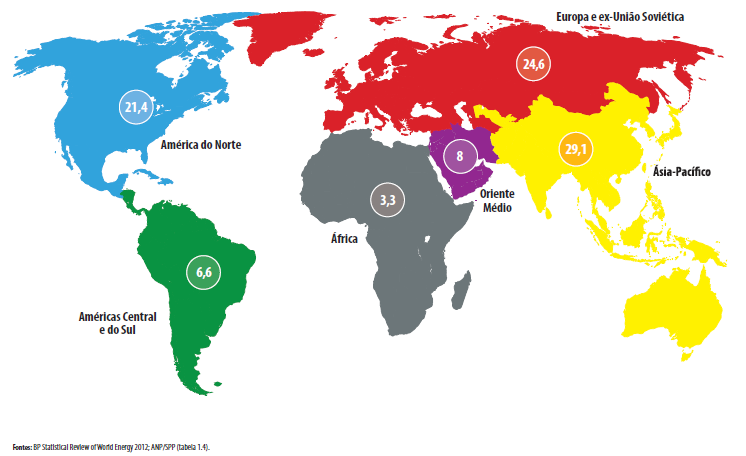 Europa e ex-União Soviética
24,6
21,4
América do Norte
29,1
8
Ásia-Pacífico
Oriente
Médio
3,3
África
6,6
Américas Central
e do Sul
Fontes: BP Statistical Review of World Energy 2012; ANP/SPP (tabela 1.4).